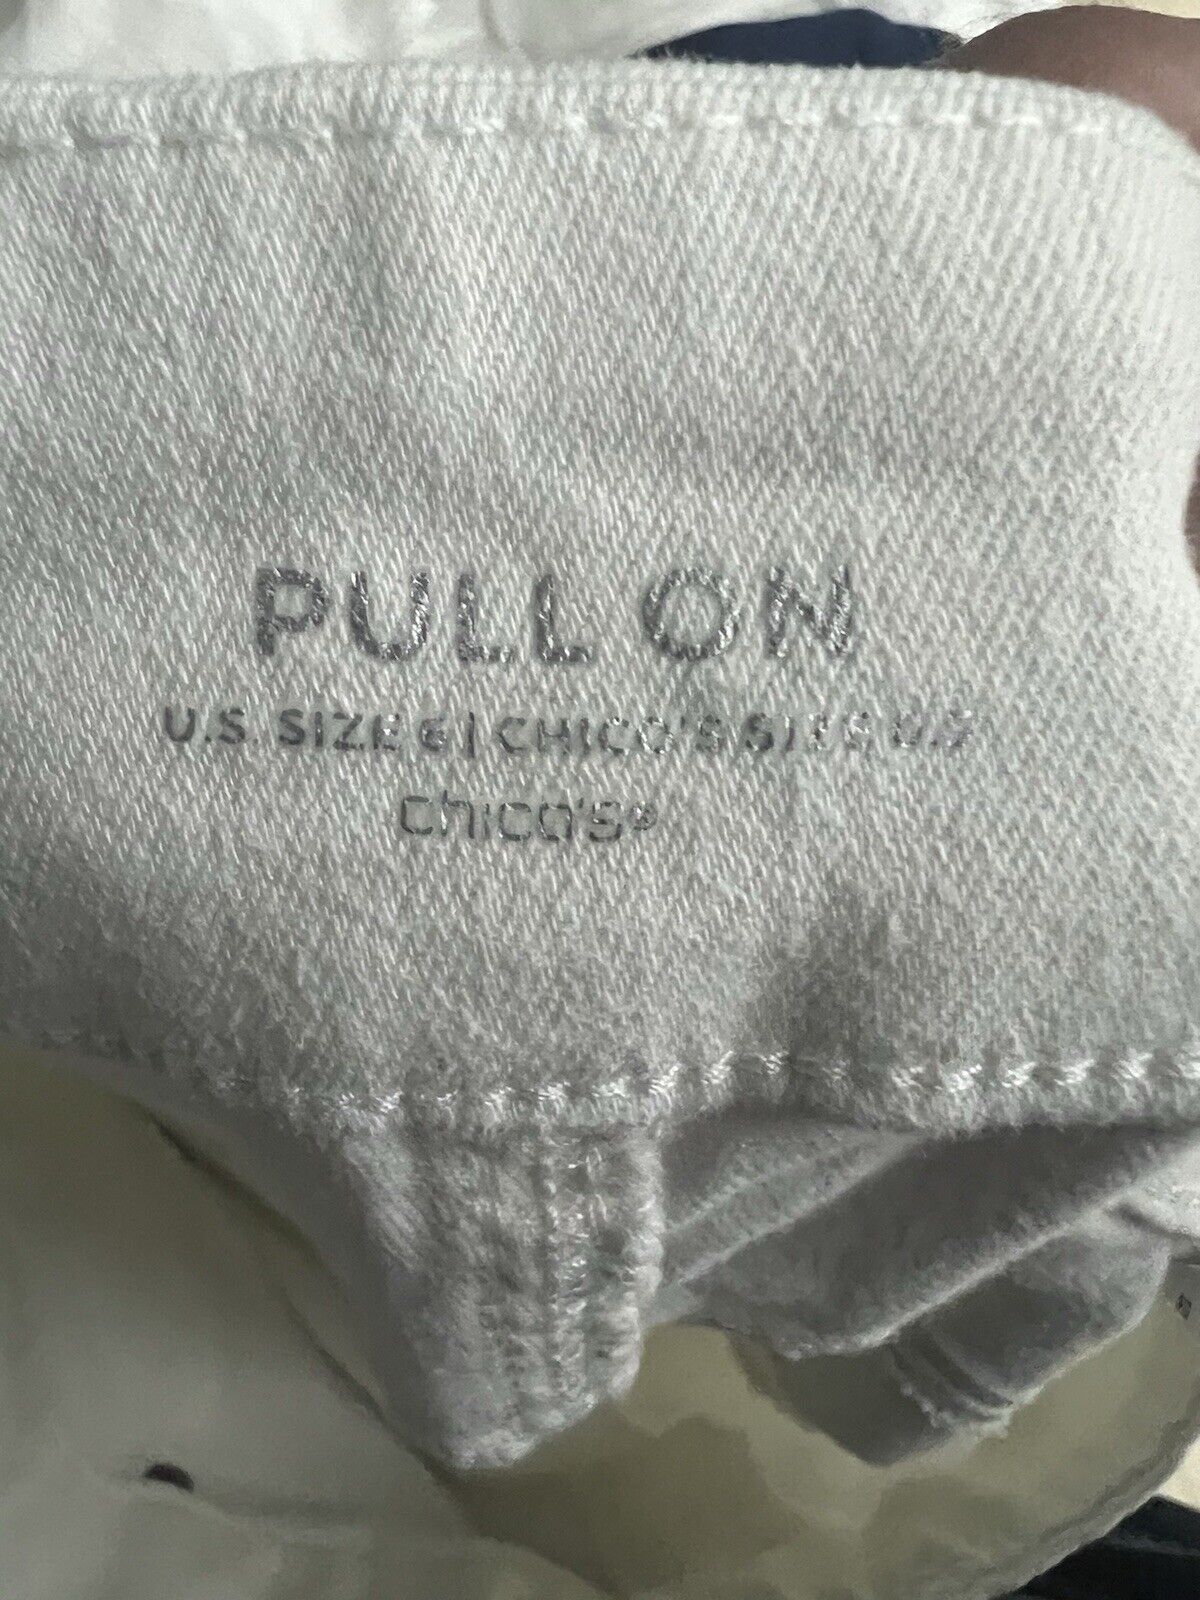 PULL ON
U.S. SIZE 6 | CHICO'S SIZE 0.5
chico's®